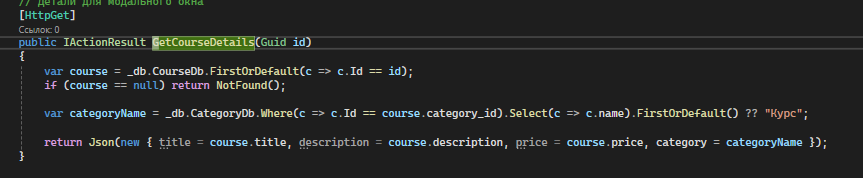 // Детали для модального окна
[HttpGet]
Ссылок: 0
public IActionResult GetCourseDetails(Guid id)
{
var course = _db.CourseDb.FirstOrDefault(c => c.Id == id);
if (course == null) return NotFound();
var categoryName = _db.CategoryDb.Where(c => c.Id == course.category_id).Select(c => c.name).FirstOrDefault() ?? "Курс";
return Json(new { title = course.title, description = course.description, price = course.price, category = categoryName });
}